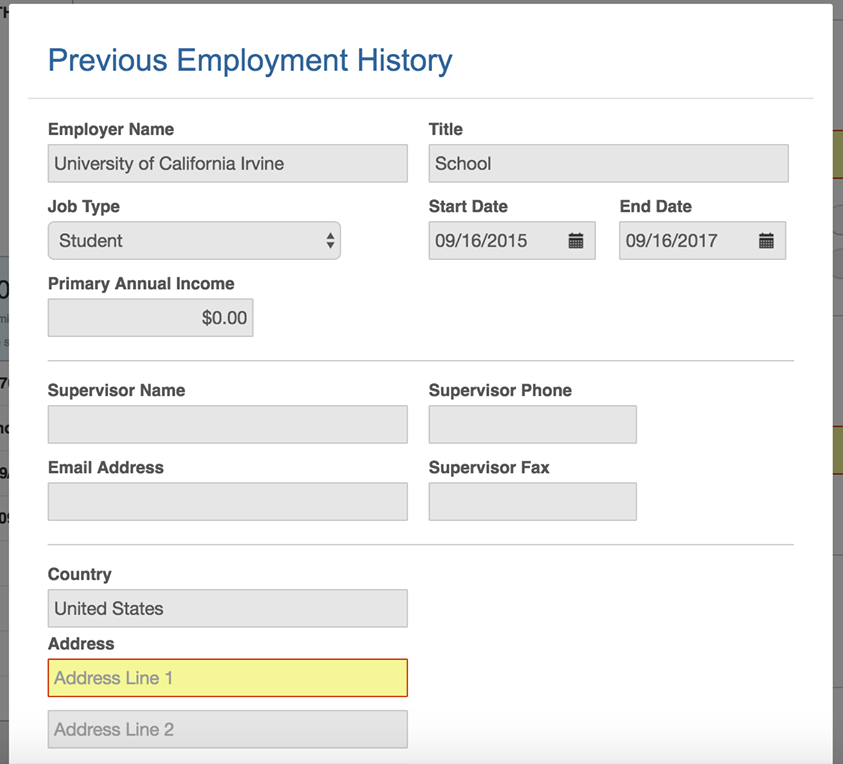 Previous Employment History
Employer Name Title
University of California Irvine School
Job Type Start Date End Date
Student 09/16/2015 09/16/2017
Primary Annual Income
$0.00
Supervisor Name Supervisor Phone
Email Address Supervisor Fax
Country
United States
Address
Address Line 1
Address Line 2